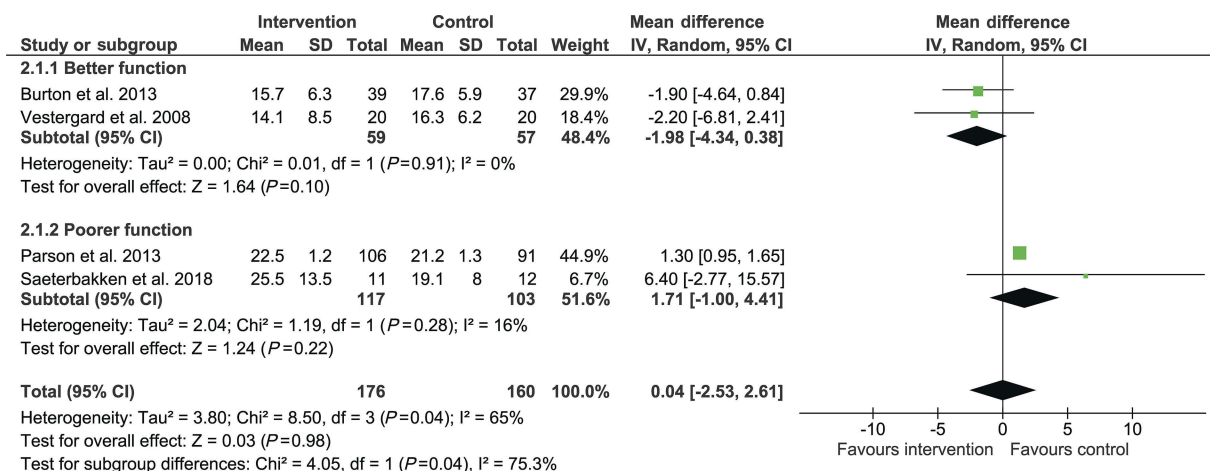 Intervention Control Mean difference Mean difference
Study or subgroup Mean SD Total Mean SD Total Weight IV, Random, 95% CI IV, Random, 95% CI
2.1.1 Better function
Burton et al. 2013 15.7 6.3 39 17.6 5.9 37 29.9% -1.90 [-4.64, 0.84]
Vestergard et al. 2008 14.1 8.5 20 16.3 6.2 20 18.4% -2.20 [-6.81, 2.41]
Subtotal (95% CI) 59 57 48.4% -1.98 [-4.34, 0.38]
Heterogeneity: Tau² = 0.00; Chi² = 0.01, df = 1 (P=0.91); I² = 0%
Test for overall effect: Z = 1.64 (P=0.10)
2.1.2 Poorer function
Parson et al. 2013 22.5 1.2 106 21.2 1.3 91 44.9% 1.30 [0.95, 1.65]
Saeterbakken et al. 2018 25.5 13.5 11 19.1 8 12 6.7% 6.40 [-2.77, 15.57]
Subtotal (95% CI) 117 103 51.6% 1.71 [-1.00, 4.41]
Heterogeneity: Tau² = 2.04; Chi² = 1.19, df = 1 (P=0.28); I² = 16%
Test for overall effect: Z = 1.24 (P=0.22)
Total (95% CI) 176 160 100.0% 0.04 [-2.53, 2.61]
Heterogeneity: Tau² = 3.80; Chi² = 8.50, df = 3 (P=0.04); I² = 65%
Test for overall effect: Z = 0.03 (P=0.98)
Test for subgroup differences: Chi² = 4.05, df = 1 (P=0.04), I² = 75.3%
-10 -5 0 5 10
Favours intervention Favours control